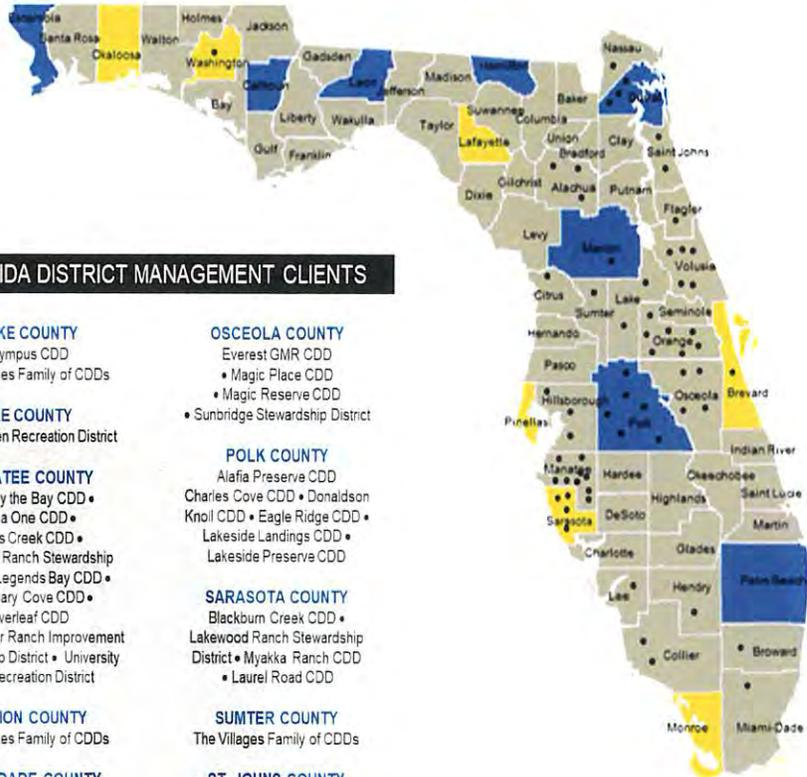 Escambia
Santa Rosa
Okaloosa
Walton
Holmes
Washington
Jackson
Bay
Calhoun
Gulf
Liberty
Gadsden
Franklin
Leon
Wakulla
Jefferson
Madison
Taylor
Hamilton
Suwannee
Lafayette
Dixie
Columbia
Gilchrist
Baker
Union
Bradford
Alachua
Levy
Nassau
Duval
Clay
Saint Johns
Putnam
Flagler
Marion
Volusia
Citrus
Sumter
Lake
Hernando
Seminole
Orange
Pasco
Hillsborough
Pinellas
Polk
Osceola
Brevard
Indian River
Manatee
Hardee
Okeechobee
Highlands
Saint Lucie
Sarasota
DeSoto
Martin
Charlotte
Glades
Lee
Hendry
Palm Beach
Collier
Broward
Monroe
Miami-Dade
IDA DISTRICT MANAGEMENT CLIENTS
KE COUNTY
ympus CDD
es Family of CDDs
E COUNTY
en Recreation District
TEE COUNTY
y the Bay CDD •
a One CDD •
s Creek CDD •
Ranch Stewardship
Legends Bay CDD •
ary Cove CDD •
verleaf CDD
r Ranch Improvement
p District • University
ecreation District
ION COUNTY
es Family of CDDs
DADE COUNTY
OSCEOLA COUNTY
Everest GMR CDD
• Magic Place CDD
• Magic Reserve CDD
• Sunbridge Stewardship District
POLK COUNTY
Alafia Preserve CDD
Charles Cove CDD • Donaldson
Knoll CDD • Eagle Ridge CDD •
Lakeside Landings CDD •
Lakeside Preserve CDD
SARASOTA COUNTY
Blackburn Creek CDD •
Lakewood Ranch Stewardship
District • Myakka Ranch CDD
• Laurel Road CDD
SUMTER COUNTY
The Villages Family of CDDs
ST. JOHNS COUNTY